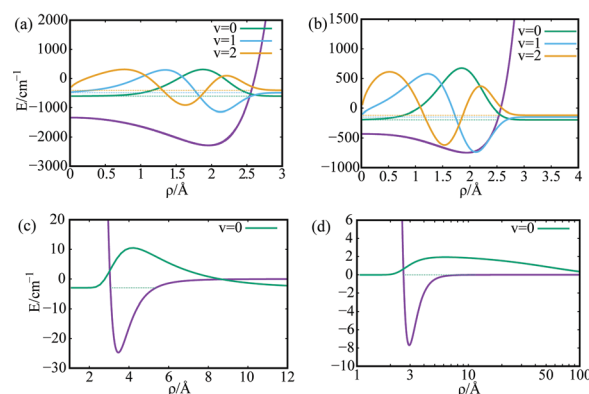 (a)
2000
1000
0
−1000
−2000
−3000
E/cm⁻¹
v=0
v=1
v=2
0 0.5 1 1.5 2 2.5 3
ρ/Å
(b)
1500
1000
500
0
−500
−1000
v=0
v=1
v=2
0 0.5 1 1.5 2 2.5 3 3.5 4
ρ/Å
(c)
20
10
0
−10
−20
−30
E/cm⁻¹
v=0
2 4 6 8 10 12
ρ/Å
(d)
6
4
2
0
−2
−4
−6
−8
v=0
1 3 10 50 100
ρ/Å